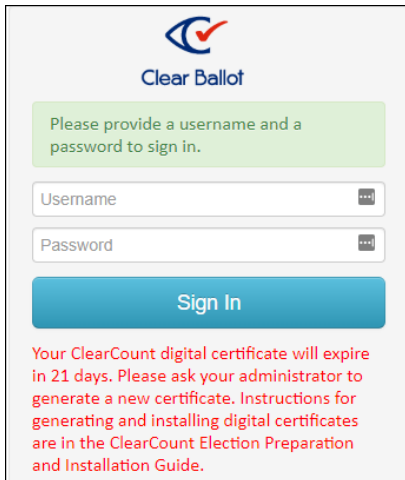 Clear Ballot
Please provide a username and a
password to sign in.
Username
Password
Sign In
Your ClearCount digital certificate will expire
in 21 days. Please ask your administrator to
generate a new certificate. Instructions for
generating and installing digital certificates
are in the ClearCount Election Preparation
and Installation Guide.